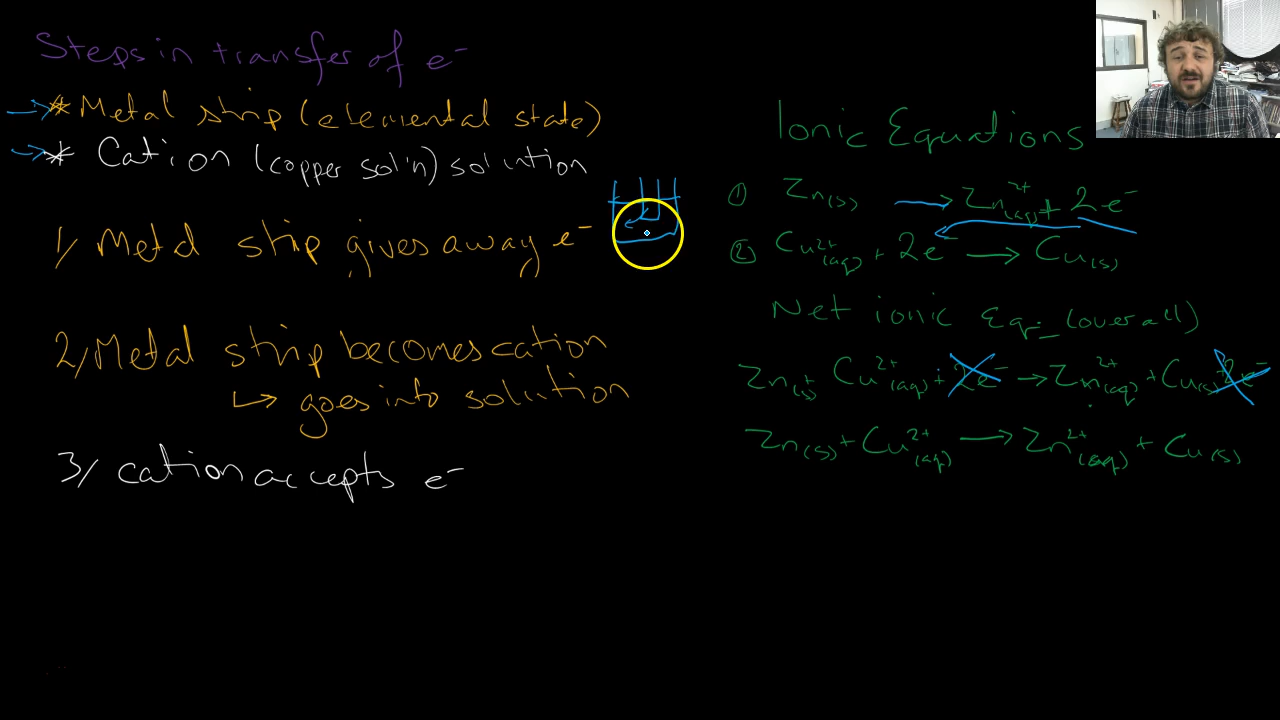 Steps in transfer of e⁻
* Metal strip (elemental state)
* Cation (copper sol'n) solution
1/ Metal strip gives away e⁻
2/ Metal strip becomes cation
↳ goes into solution
3/ cation accepts e⁻
Ionic Equations
① Zn(s) → Zn²⁺(aq) + 2e⁻
② Cu²⁺(aq) + 2e⁻ → Cu(s)
Net ionic Eq: (overall)
Zn(s) + Cu²⁺(aq) + 2e⁻ → Zn²⁺(aq) + Cu(s) + 2e⁻
Zn(s) + Cu²⁺(aq) → Zn²⁺(aq) + Cu(s)